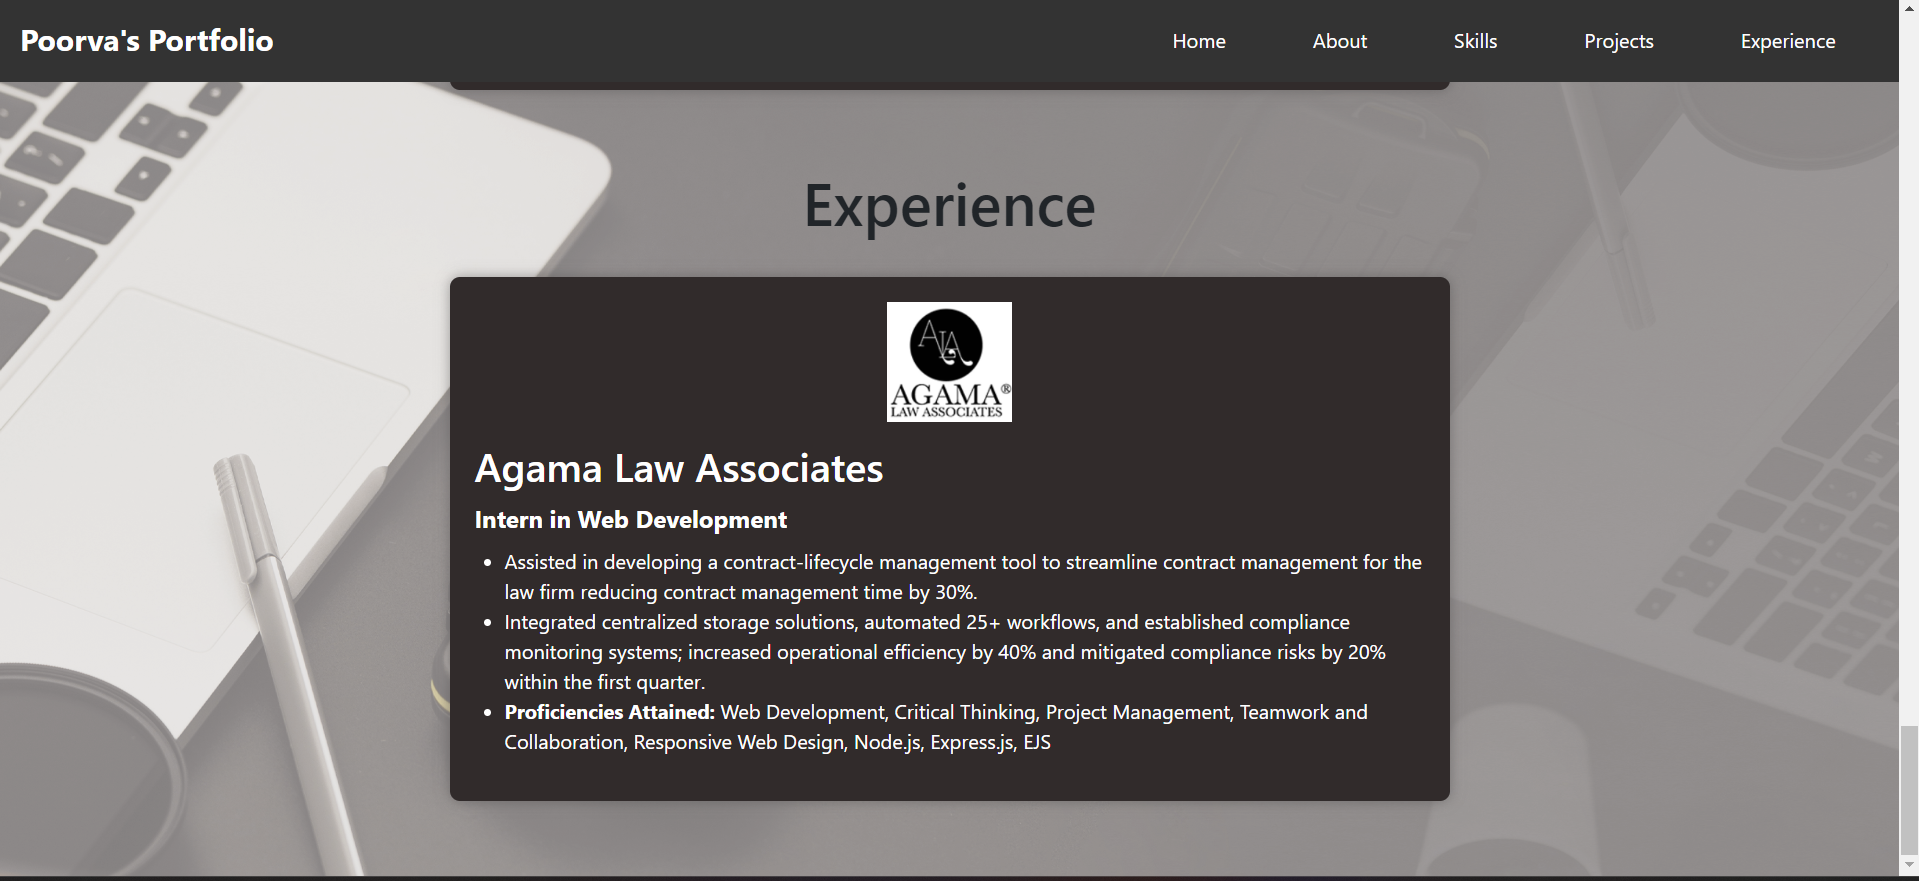 Poorva's Portfolio
Home
About
Skills
Projects
Experience
Experience
ALA
AGAMA®
LAW ASSOCIATES
Agama Law Associates
Intern in Web Development
• Assisted in developing a contract-lifecycle management tool to streamline contract management for the
law firm reducing contract management time by 30%.
• Integrated centralized storage solutions, automated 25+ workflows, and established compliance
monitoring systems; increased operational efficiency by 40% and mitigated compliance risks by 20%
within the first quarter.
• Proficiencies Attained: Web Development, Critical Thinking, Project Management, Teamwork and
Collaboration, Responsive Web Design, Node.js, Express.js, EJS